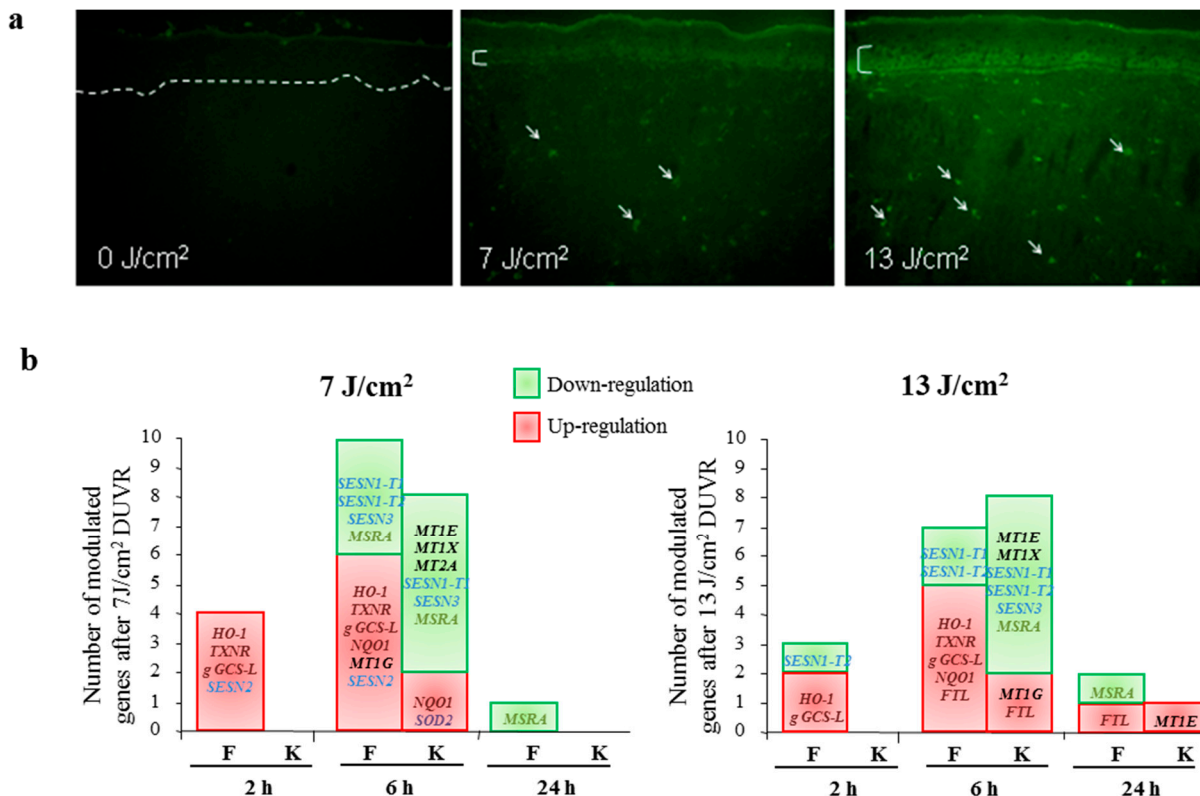 a
0 J/cm²
7 J/cm²
13 J/cm²
b
7 J/cm²
Down-regulation
Up-regulation
13 J/cm²
Number of modulated
genes after 7J/cm² DUVR
10
9
8
7
6
5
4
3
2
1
0
HO-1
TXNR
g GCS-L
SESN2
SESN1-T1
SESN1-T2
SESN3
MSRA
HO-1
TXNR
g GCS-L
NQO1
MT1G
SESN2
MT1E
MT1X
MT2A
SESN1-T1
SESN3
MSRA
NQO1
SOD2
MSRA
F K F K F K
2 h 6 h 24 h
Number of modulated
genes after 13 J/cm² DUVR
10
9
8
7
6
5
4
3
2
1
0
SESN1-T2
HO-1
g GCS-L
SESN1-T1
SESN1-T2
HO-1
TXNR
g GCS-L
NQO1
FTL
MT1E
MT1X
SESN1-T1
SESN1-T2
SESN3
MSRA
MT1G
FTL
MSRA
FTL
MT1E
F K F K F K
2 h 6 h 24 h